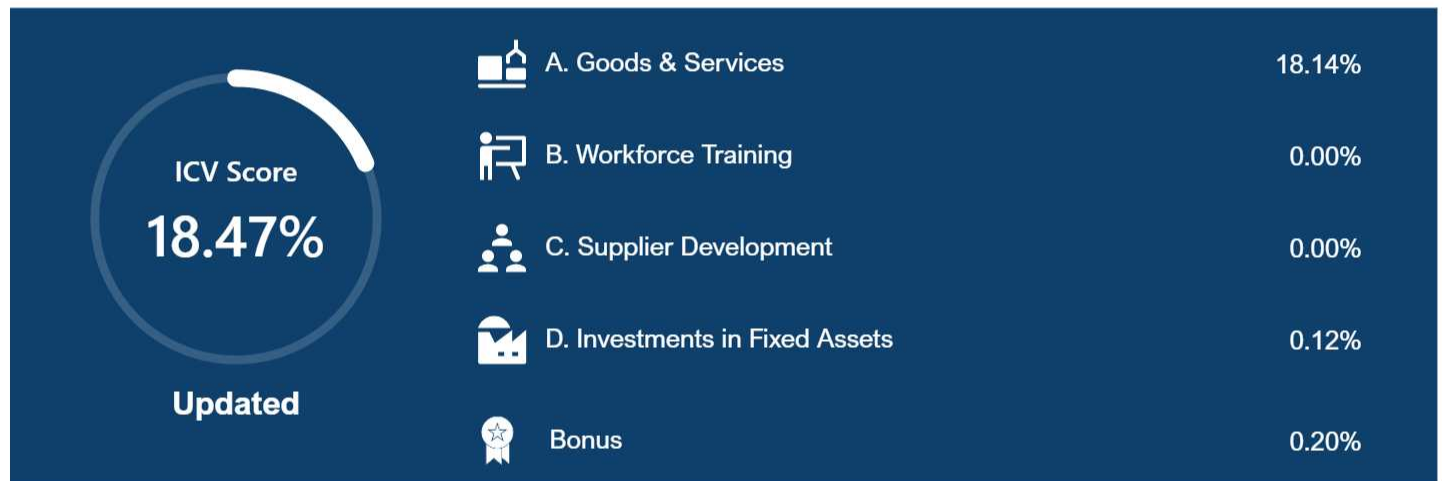 ICV Score
18.47%
Updated
A. Goods & Services 18.14%
B. Workforce Training 0.00%
C. Supplier Development 0.00%
D. Investments in Fixed Assets 0.12%
Bonus 0.20%